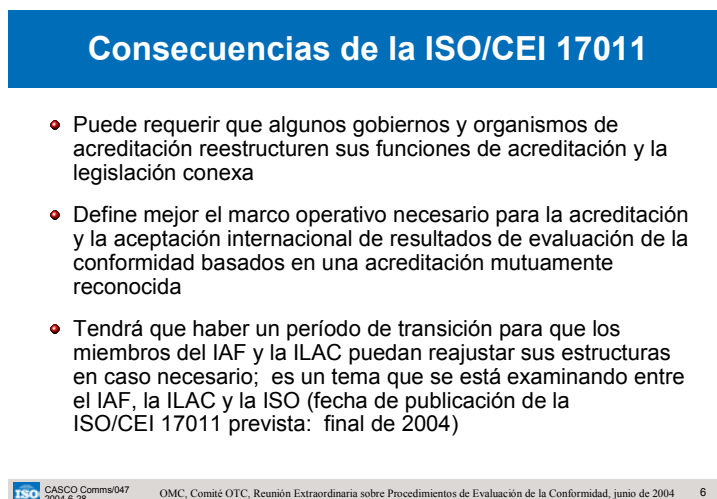 Consecuencias de la ISO/CEI 17011
Puede requerir que algunos gobiernos y organismos de
acreditación reestructuren sus funciones de acreditación y la
legislación conexa
Define mejor el marco operativo necesario para la acreditación
y la aceptación internacional de resultados de evaluación de la
conformidad basados en una acreditación mutuamente
reconocida
Tendrá que haber un período de transición para que los
miembros del IAF y la ILAC puedan reajustar sus estructuras
en caso necesario; es un tema que se está examinando entre
el IAF, la ILAC y la ISO (fecha de publicación de la
ISO/CEI 17011 prevista: final de 2004)
ISO CASCO Comms/047
2004-6-28
OMC, Comité OTC, Reunión Extraordinaria sobre Procedimientos de Evaluación de la Conformidad, junio de 2004 6